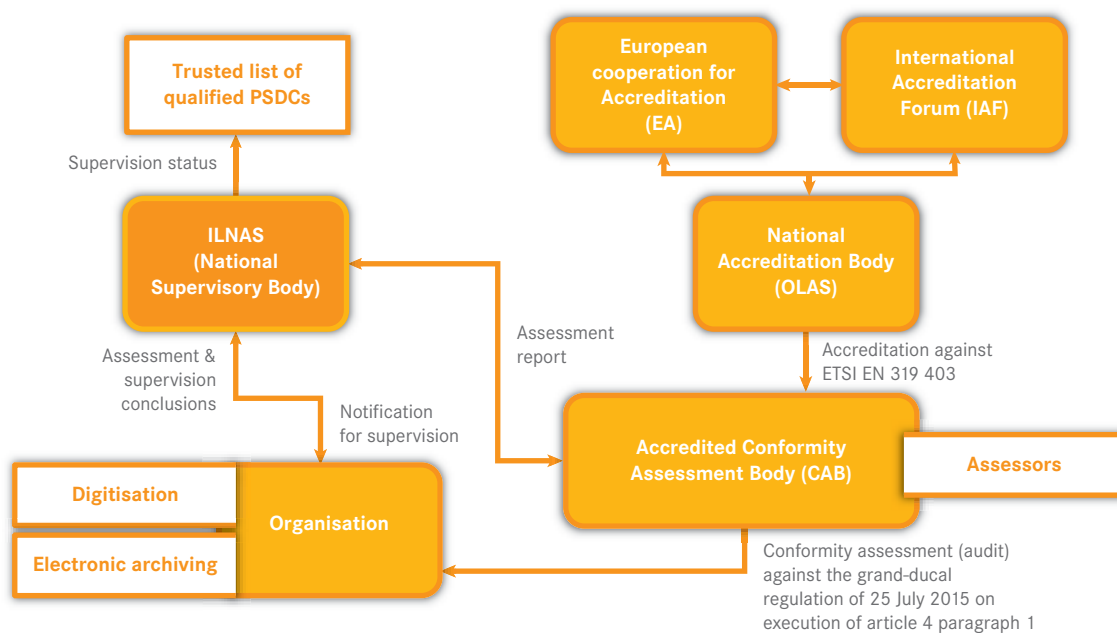 Trusted list of
qualified PSDCs
European
cooperation for
Accreditation
(EA)
International
Accreditation
Forum (IAF)
Supervision status
ILNAS
(National
Supervisory Body)
National
Accreditation Body
(OLAS)
Assessment
report
Accreditation against
ETSI EN 319 403
Assessment &
supervision
conclusions
Notification
for supervision
Accredited Conformity
Assessment Body (CAB)
Assessors
Digitisation
Organisation
Electronic archiving
Conformity assessment (audit)
against the grand-ducal
regulation of 25 July 2015 on
execution of article 4 paragraph 1